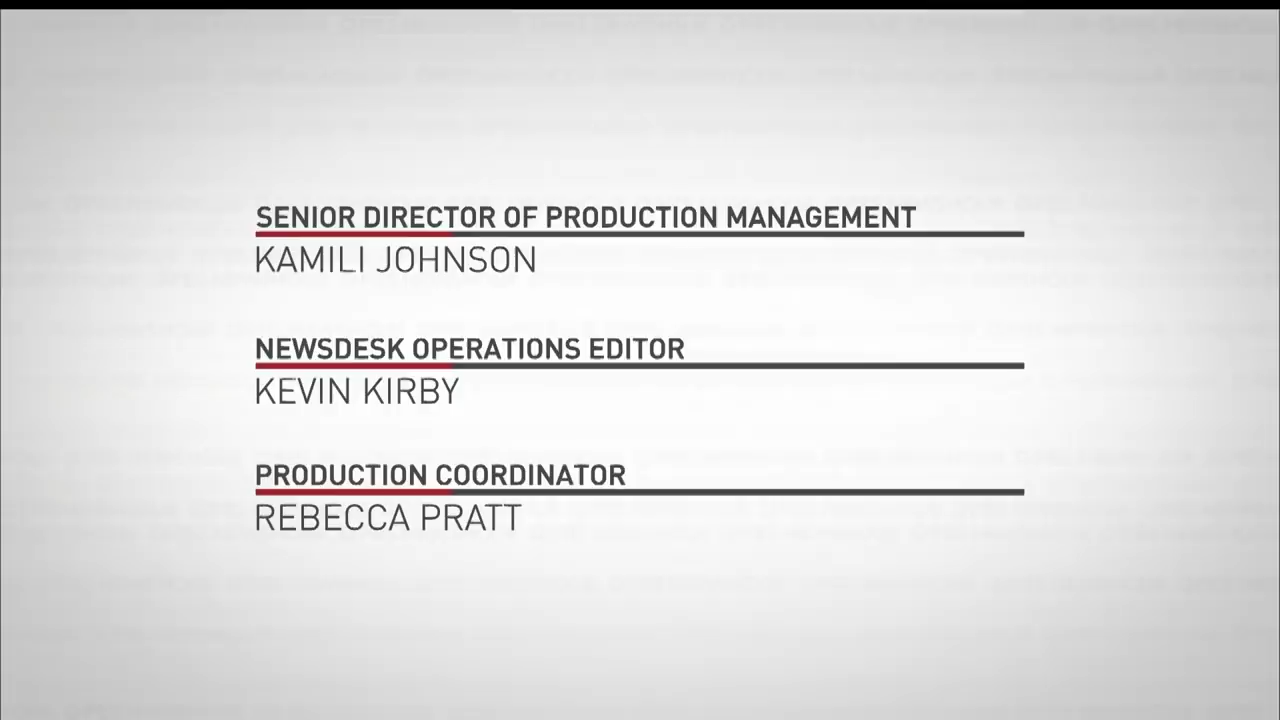 SENIOR DIRECTOR OF PRODUCTION MANAGEMENT
KAMILI JOHNSON
NEWSDESK OPERATIONS EDITOR
KEVIN KIRBY
PRODUCTION COORDINATOR
REBECCA PRATT